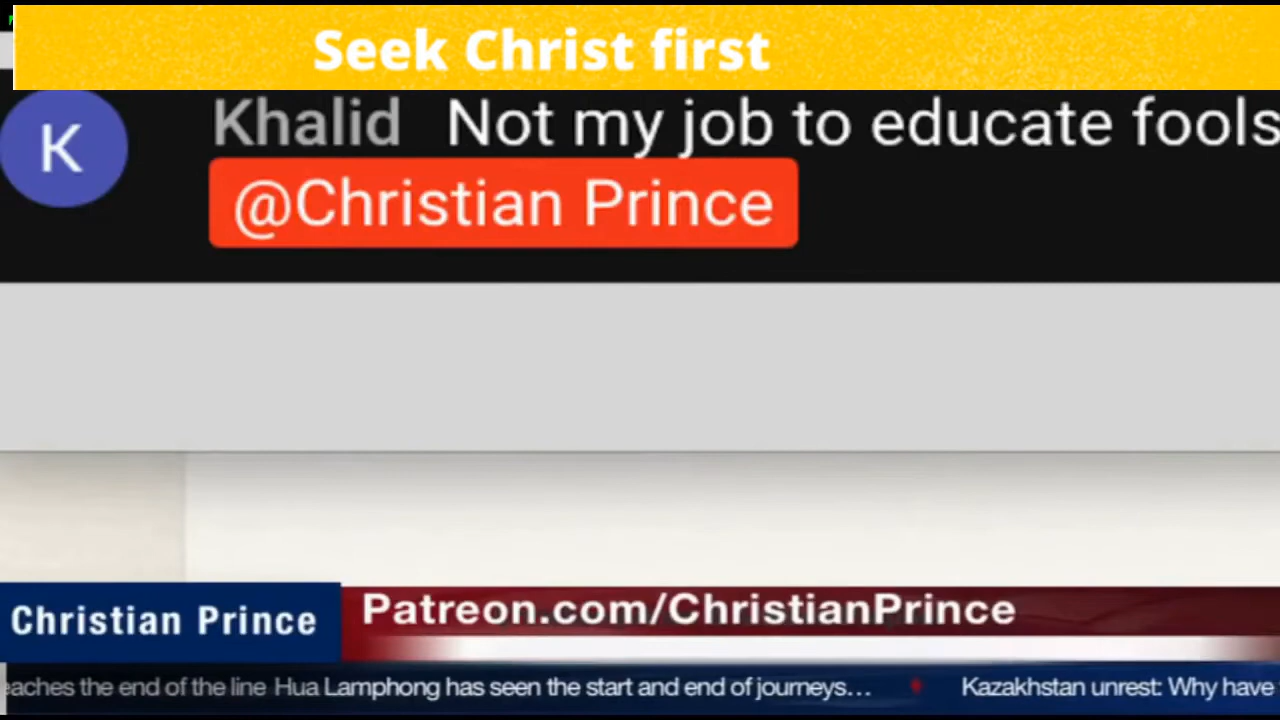 Seek Christ first
K
Khalid Not my job to educate fools
@Christian Prince
Christian Prince
Patreon.com/ChristianPrince
eaches the end of the line Hua Lamphong has seen the start and end of journeys... Kazakhstan unrest: Why have